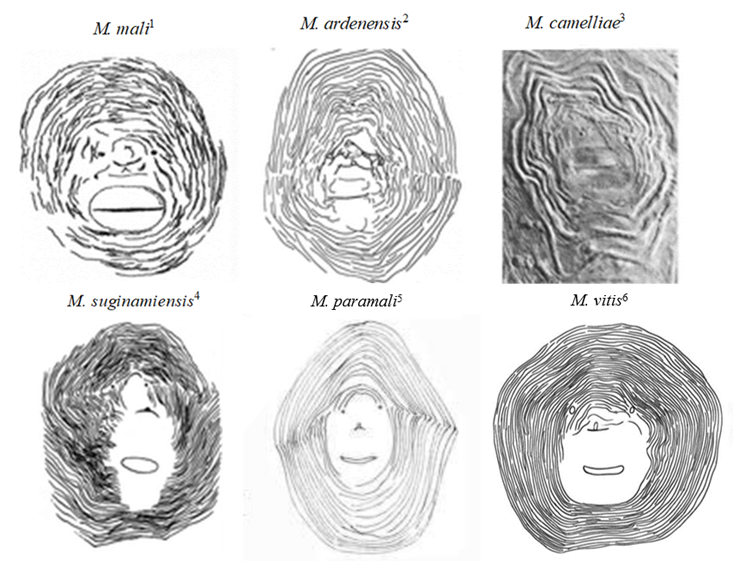 M. mali¹
M. ardenensis²
M. camelliae³
M. suginamiensis⁴
M. paramali⁵
M. vitis⁶